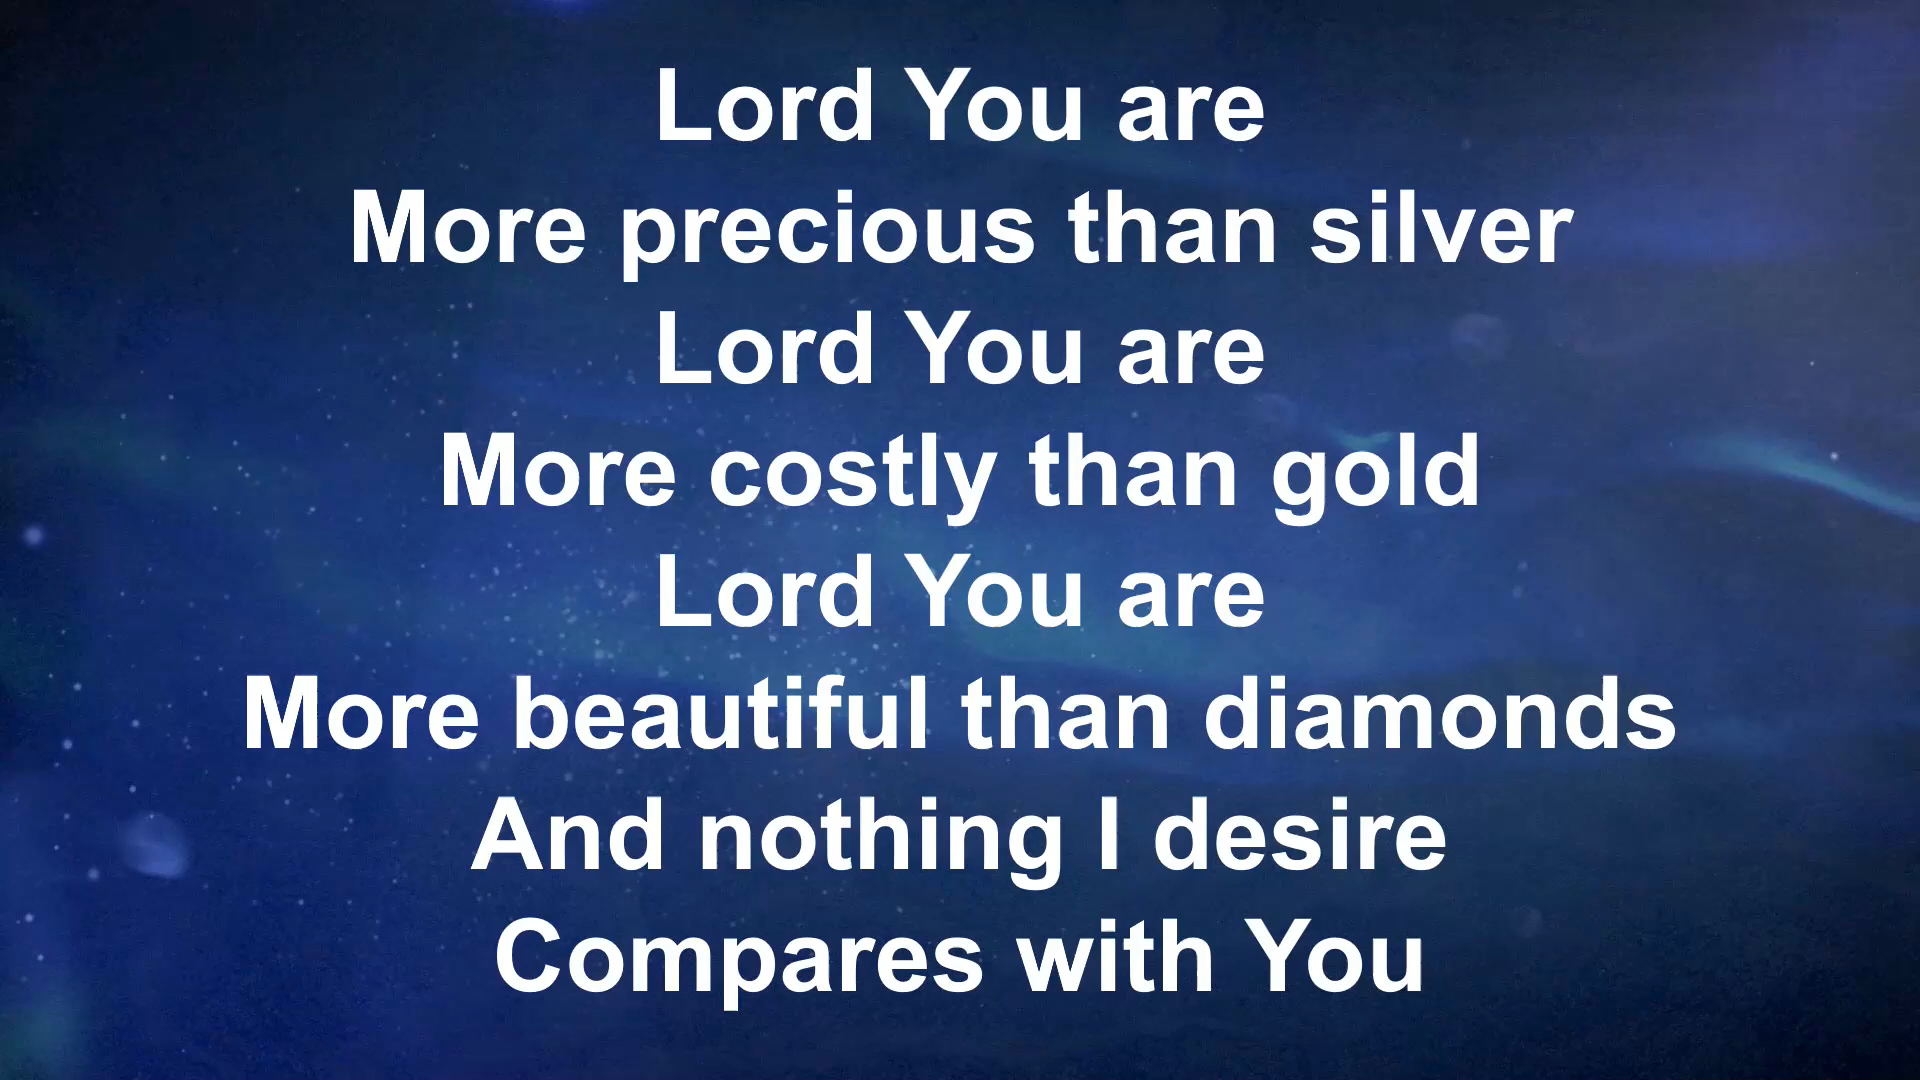 Lord You are
More precious than silver
Lord You are
More costly than gold
Lord You are
More beautiful than diamonds
And nothing I desire
Compares with You